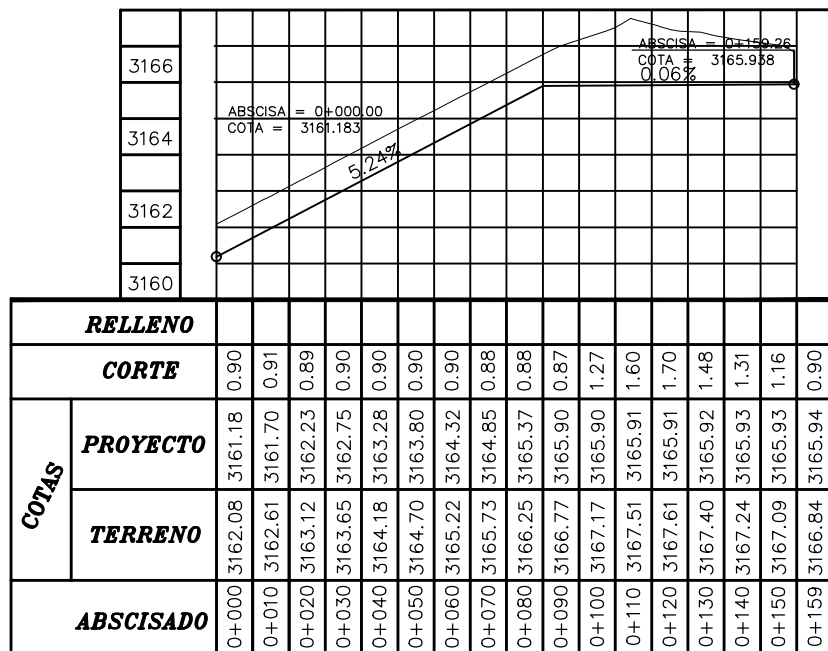 3166
3164
3162
3160
ABSCISA = 0+159.26
COTA = 3165.938
0.06%
ABSCISA = 0+000.00
COTA = 3161.183
5.24%
RELLENO
CORTE 0.90 0.91 0.89 0.90 0.90 0.90 0.90 0.88 0.88 0.87 1.27 1.60 1.70 1.48 1.31 1.16 0.90
COTAS
PROYECTO 3161.18 3161.70 3162.23 3162.75 3163.28 3163.80 3164.32 3164.85 3165.37 3165.90 3165.90 3165.91 3165.91 3165.92 3165.93 3165.93 3165.94
TERRENO 3162.08 3162.61 3163.12 3163.65 3164.18 3164.70 3165.22 3165.73 3166.25 3166.77 3167.17 3167.51 3167.61 3167.40 3167.24 3167.09 3166.84
ABSCISADO 0+000 0+010 0+020 0+030 0+040 0+050 0+060 0+070 0+080 0+090 0+100 0+110 0+120 0+130 0+140 0+150 0+159